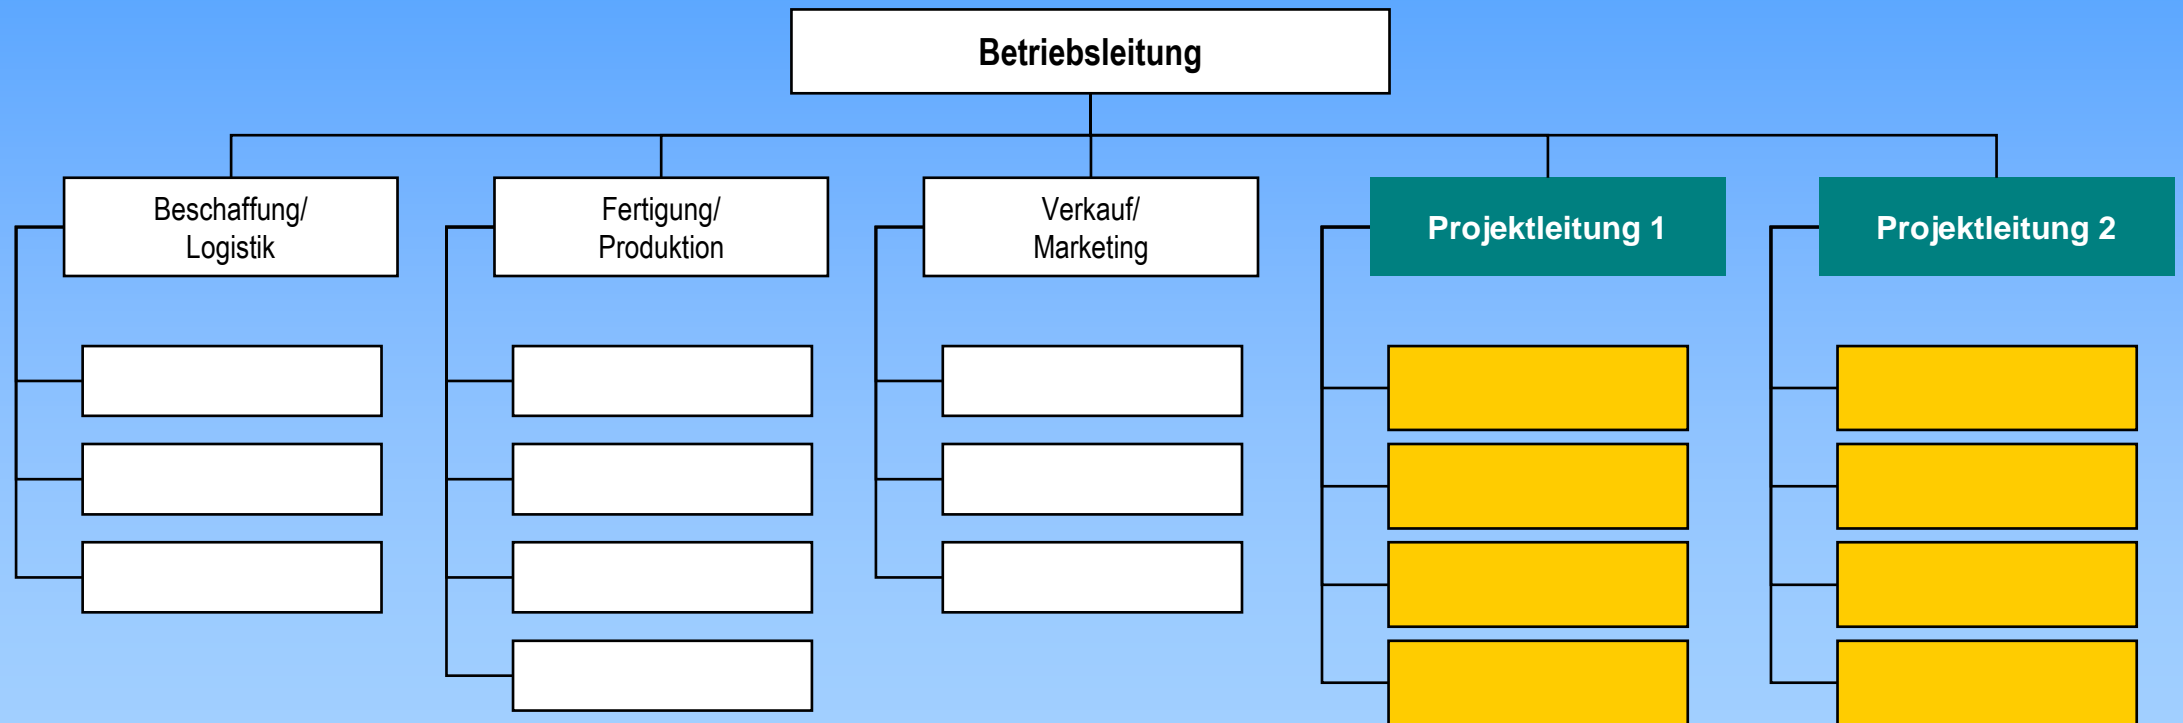 Betriebsleitung
Beschaffung/
Logistik
Fertigung/
Produktion
Verkauf/
Marketing
Projektleitung 1
Projektleitung 2